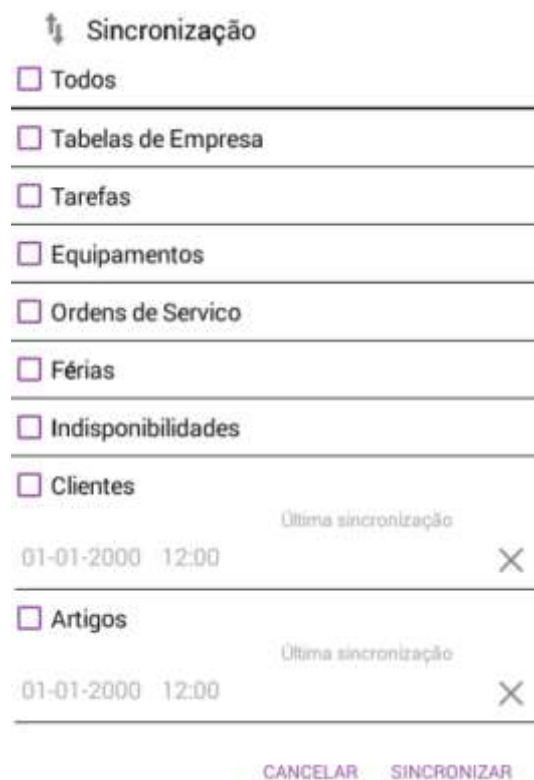 Sincronização
Todos
Tabelas de Empresa
Tarefas
Equipamentos
Ordens de Servico
Férias
Indisponibilidades
Clientes
Última sincronização
01-01-2000 12:00
Artigos
Última sincronização
01-01-2000 12:00
CANCELAR SINCRONIZAR